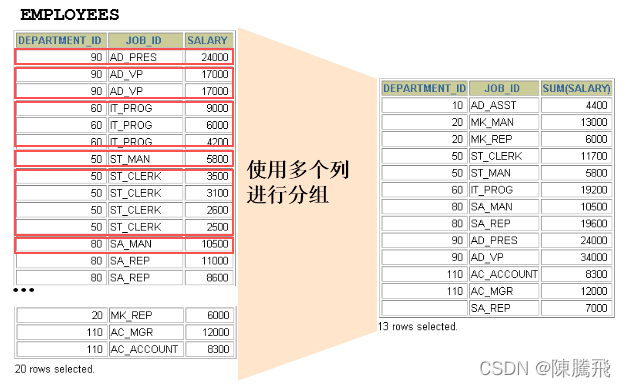 EMPLOYEES
DEPARTMENT_ID JOB_ID SALARY
90 AD_PRES 24000
90 AD_VP 17000
90 AD_VP 17000
60 IT_PROG 9000
60 IT_PROG 6000
60 IT_PROG 4200
50 ST_MAN 5800
50 ST_CLERK 3500
50 ST_CLERK 3100
50 ST_CLERK 2600
50 ST_CLERK 2500
80 SA_MAN 10500
80 SA_REP 11000
80 SA_REP 8600
...
20 MK_REP 6000
110 AC_MGR 12000
110 AC_ACCOUNT 8300
20 rows selected.
使用多个列
进行分组
DEPARTMENT_ID JOB_ID SUM(SALARY)
10 AD_ASST 4400
20 MK_MAN 13000
20 MK_REP 6000
50 ST_CLERK 11700
50 ST_MAN 5800
60 IT_PROG 19200
80 SA_MAN 10500
80 SA_REP 19600
90 AD_PRES 24000
90 AD_VP 34000
110 AC_ACCOUNT 8300
110 AC_MGR 12000
SA_REP 7000
13 rows selected.
CSDN @陳騰飛